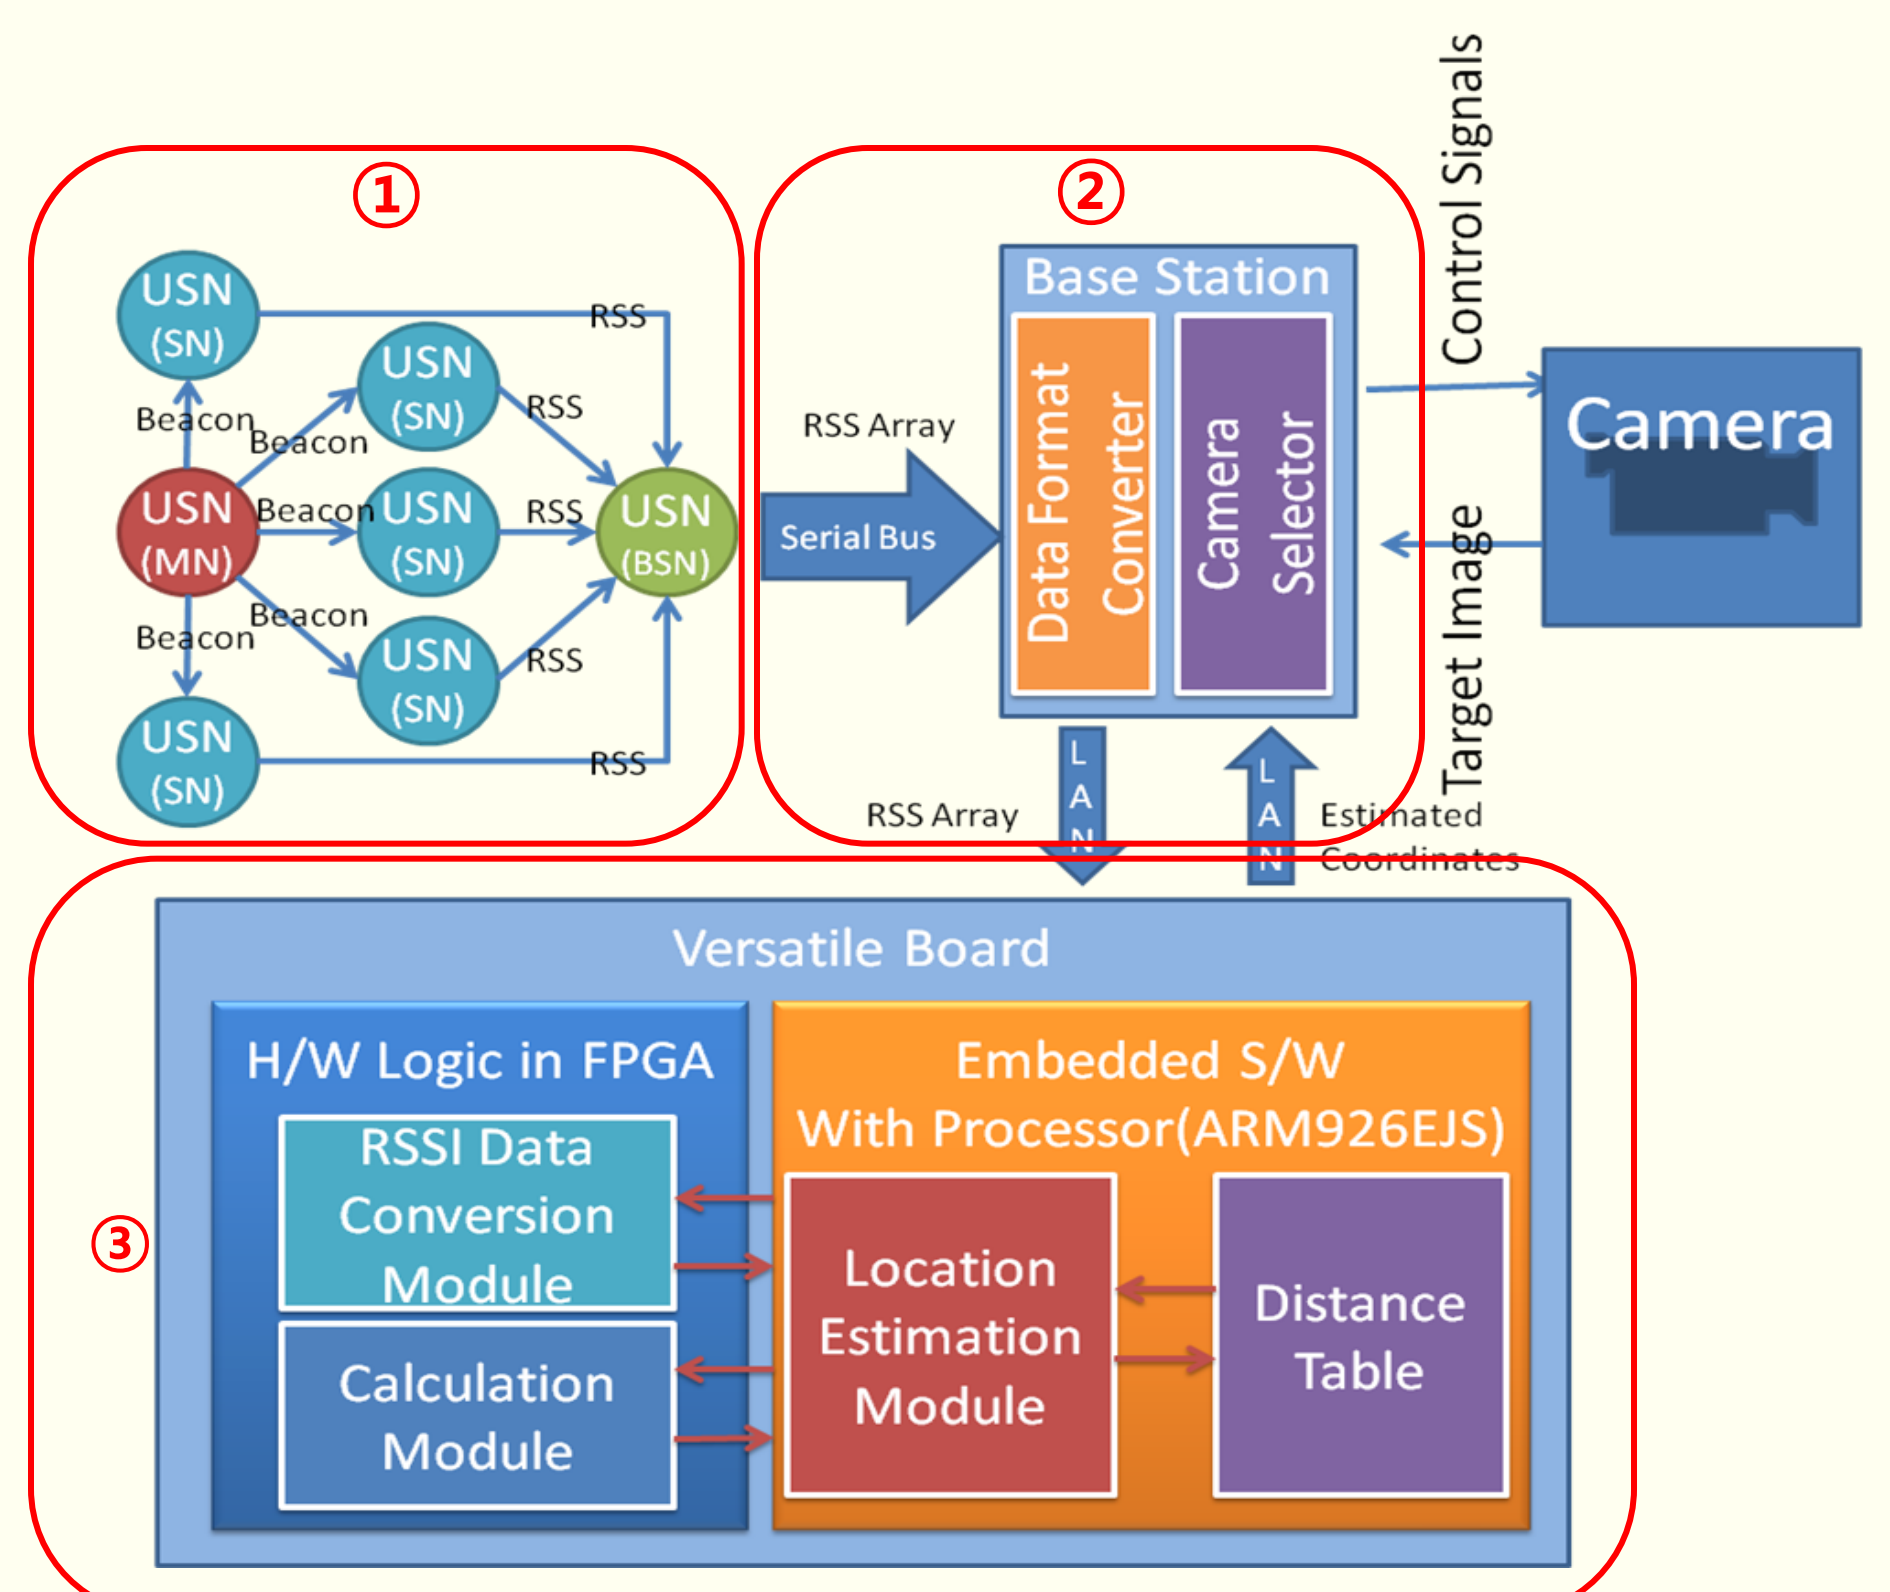 ①
USN
(SN)
RSS
USN
(SN)
RSS
Beacon
Beacon
USN
(MN)
Beacon
USN
(SN)
RSS
USN
(BSN)
Beacon
Beacon
USN
(SN)
RSS
USN
(SN)
RSS
②
RSS Array
Serial Bus
Base Station
Data Format
Converter
Camera
Selector
Control Signals
Camera
Target Image
RSS Array
L
A
N
L
A
N
Estimated
Coordinates
③
Versatile Board
H/W Logic in FPGA
RSSI Data
Conversion
Module
Calculation
Module
Embedded S/W
With Processor(ARM926EJS)
Location
Estimation
Module
Distance
Table